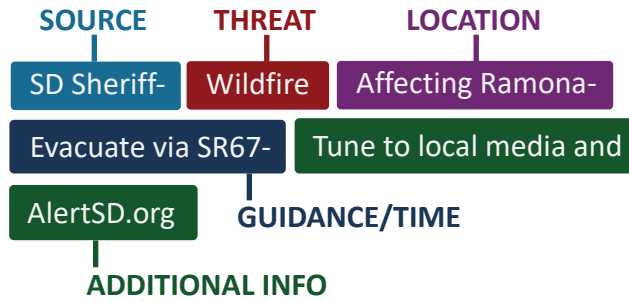 SOURCE THREAT LOCATION
SD Sheriff- Wildfire Affecting Ramona-
Evacuate via SR67- Tune to local media and
AlertSD.org GUIDANCE/TIME
ADDITIONAL INFO